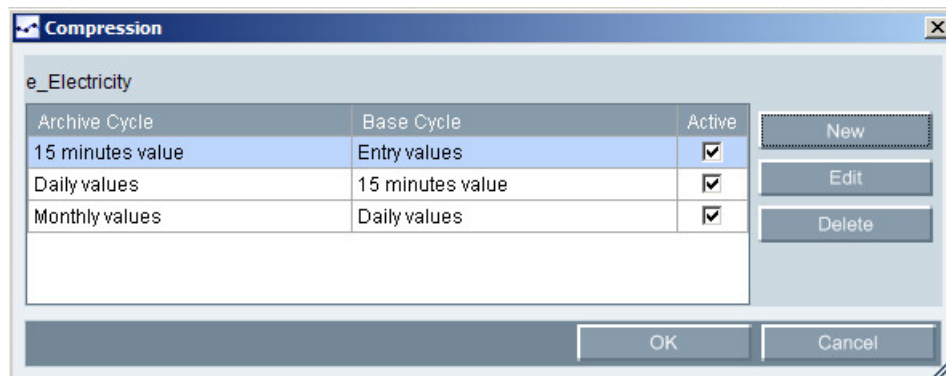 Compression
e_Electricity
Archive Cycle Base Cycle Active
15 minutes value Entry values
Daily values 15 minutes value
Monthly values Daily values
New
Edit
Delete
OK Cancel